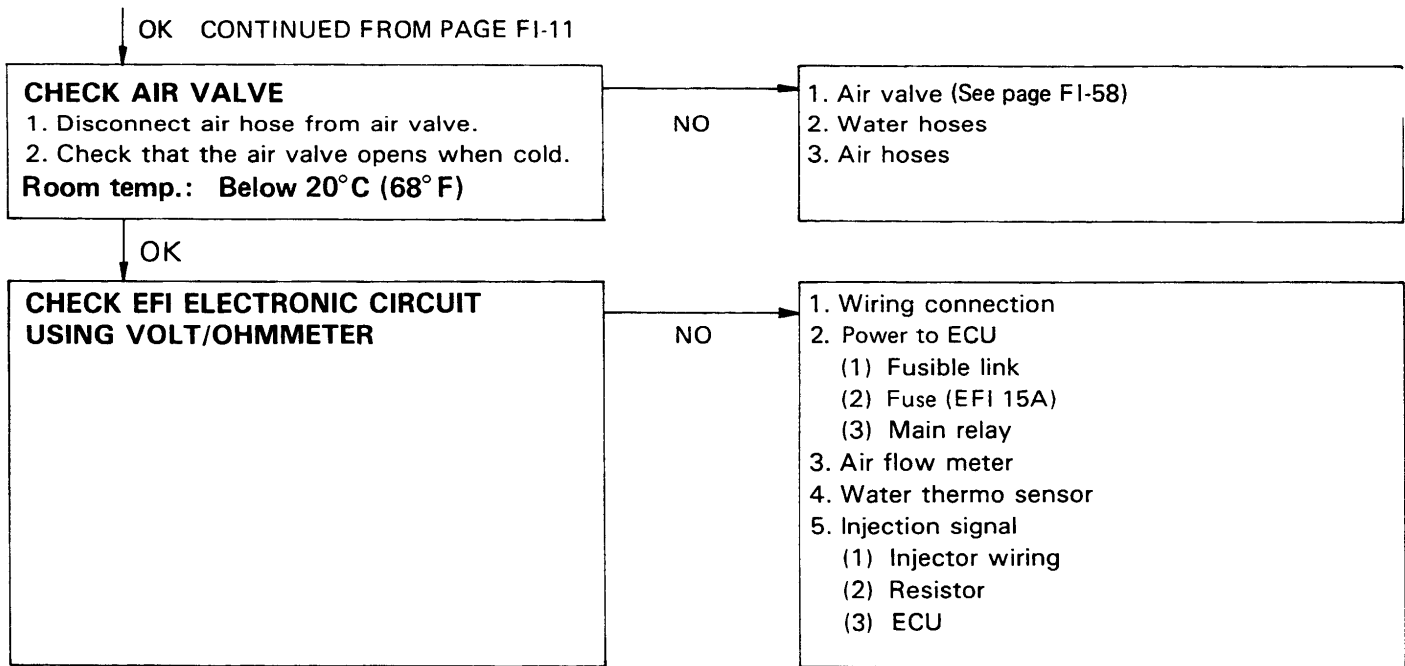 OK CONTINUED FROM PAGE FI-11
CHECK AIR VALVE
1. Disconnect air hose from air valve.
2. Check that the air valve opens when cold.
Room temp.: Below 20°C (68°F)
NO
1. Air valve (See page FI-58)
2. Water hoses
3. Air hoses
OK
CHECK EFI ELECTRONIC CIRCUIT
USING VOLT/OHMMETER
NO
1. Wiring connection
2. Power to ECU
(1) Fusible link
(2) Fuse (EFI 15A)
(3) Main relay
3. Air flow meter
4. Water thermo sensor
5. Injection signal
(1) Injector wiring
(2) Resistor
(3) ECU